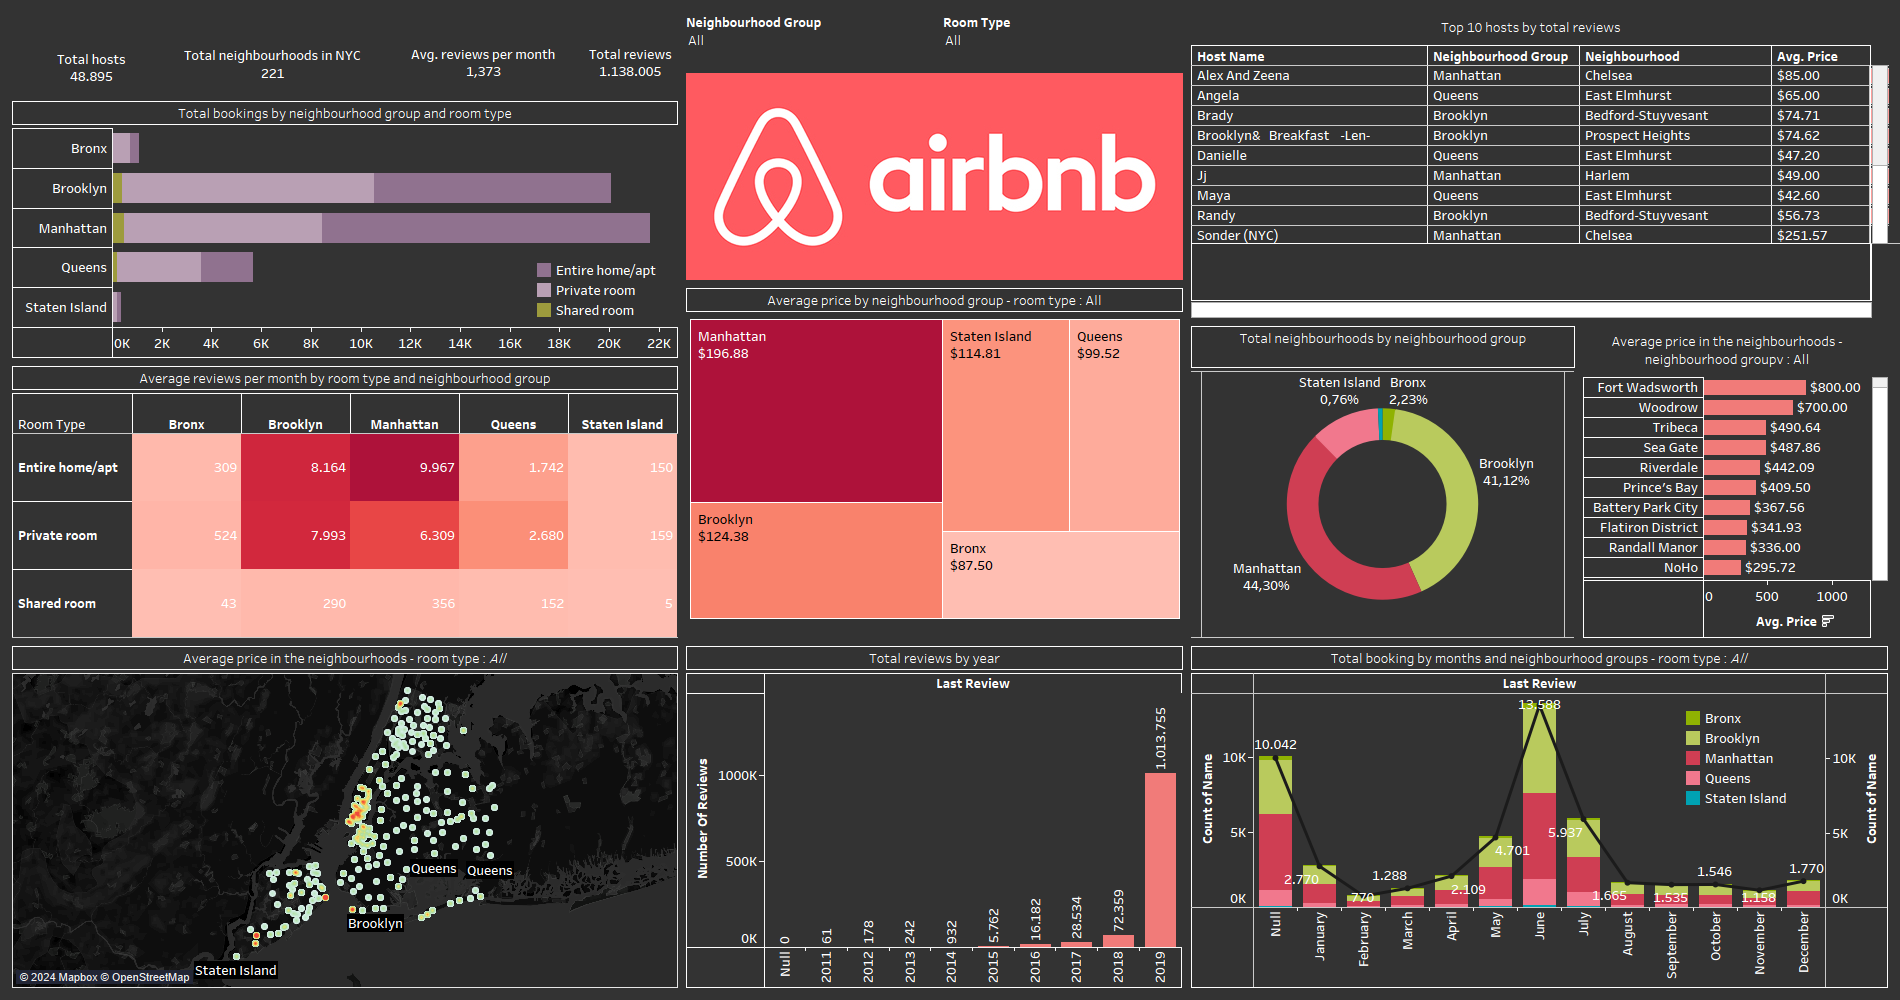 Total hosts
48.895
Total neighbourhoods in NYC
221
Avg. reviews per month
1,373
Total reviews
1.138.005
Neighbourhood Group
All
Room Type
All
airbnb
Top 10 hosts by total reviews
Host Name Neighbourhood Group Neighbourhood Avg. Price
Alex And Zeena Manhattan Chelsea $85.00
Angela Queens East Elmhurst $65.00
Brady Brooklyn Bedford-Stuyvesant $74.71
Brooklyn& Breakfast -Len- Brooklyn Prospect Heights $74.62
Danielle Queens East Elmhurst $47.20
Jj Manhattan Harlem $49.00
Maya Queens East Elmhurst $42.60
Randy Brooklyn Bedford-Stuyvesant $56.73
Sonder (NYC) Manhattan Chelsea $251.57
Total bookings by neighbourhood group and room type
Bronx
Brooklyn
Manhattan
Queens
Staten Island
Entire home/apt
Private room
Shared room
0K 2K 4K 6K 8K 10K 12K 14K 16K 18K 20K 22K
Average price by neighbourhood group - room type : All
Manhattan
$196.88
Brooklyn
$124.38
Staten Island
$114.81
Queens
$99.52
Bronx
$87.50
Total neighbourhoods by neighbourhood group
Staten Island
0,76%
Bronx
2,23%
Brooklyn
41,12%
Manhattan
44,30%
Average price in the neighbourhoods -
neighbourhood groupv : All
Fort Wadsworth $800.00
Woodrow $700.00
Tribeca $490.64
Sea Gate $487.86
Riverdale $442.09
Prince's Bay $409.50
Battery Park City $367.56
Flatiron District $341.93
Randall Manor $336.00
NoHo $295.72
0 500 1000
Avg. Price
Average reviews per month by room type and neighbourhood group
Room Type Bronx Brooklyn Manhattan Queens Staten Island
Entire home/apt 309 8.164 9.967 1.742 150
Private room 524 7.993 6.309 2.680 159
Shared room 43 290 356 152 5
Average price in the neighbourhoods - room type : All
Queens
Queens
Brooklyn
Staten Island
© 2024 Mapbox © OpenStreetMap
Total reviews by year
Last Review
Number Of Reviews
1000K
500K
0K
0
61
178
242
932
5.762
16.182
28.534
72.359
1.013.755
Null 2011 2012 2013 2014 2015 2016 2017 2018 2019
Total booking by months and neighbourhood groups - room type : All
Last Review
Count of Name
10K
5K
0K
10.042
2.770
770
1.288
2.109
4.701
13.588
5.937
1.665
1.535
1.546
1.158
1.770
Bronx
Brooklyn
Manhattan
Queens
Staten Island
10K
5K
0K
Count of Name
Null January February March April May June July August September October November December